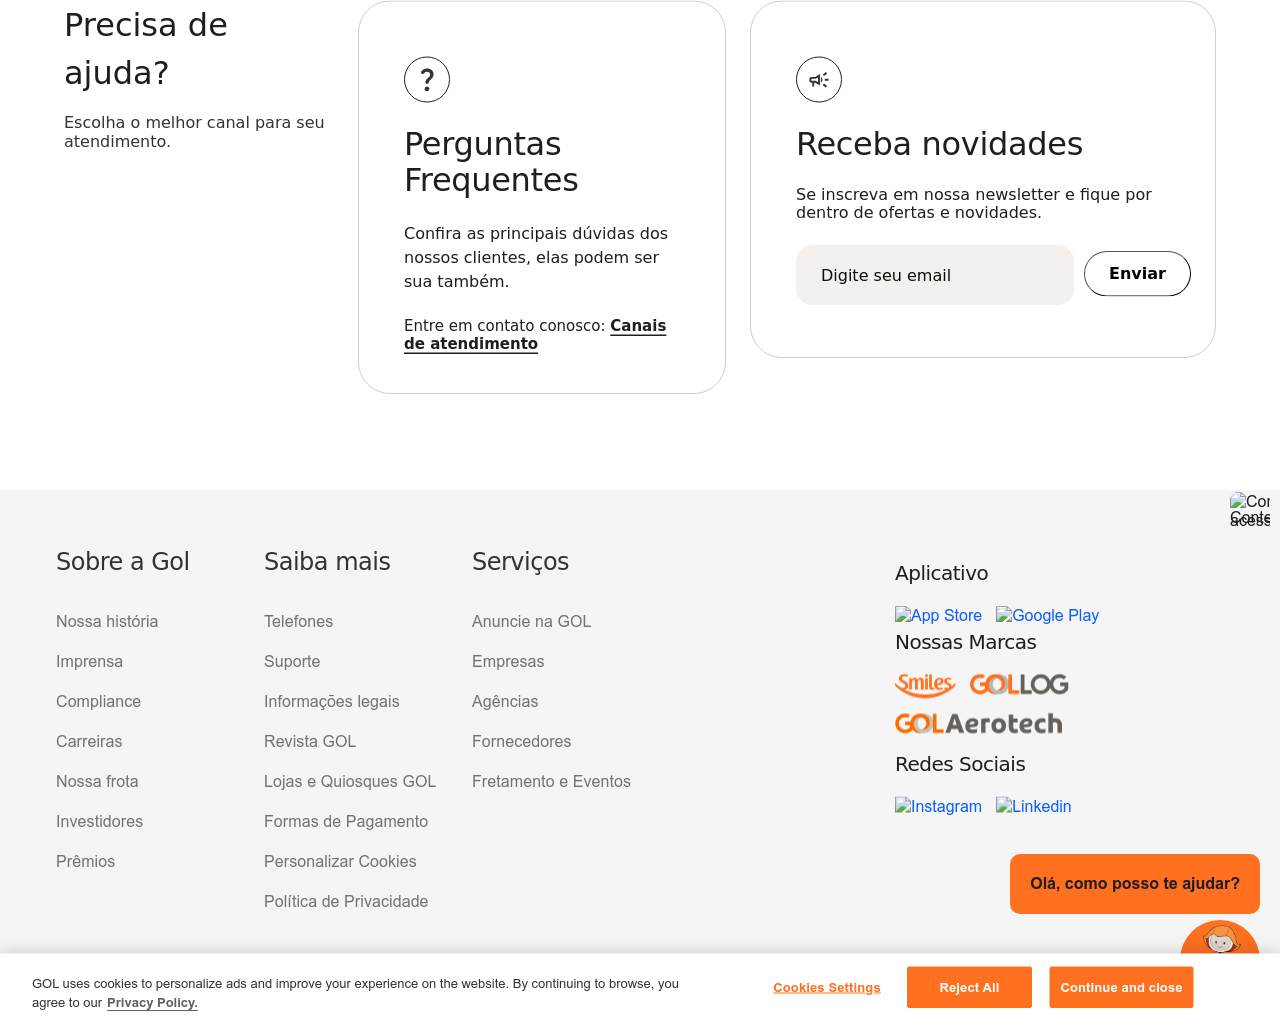 Precisa de
ajuda?
Escolha o melhor canal para seu
atendimento.
?
Perguntas
Frequentes
Confira as principais dúvidas dos
nossos clientes, elas podem ser
sua também.
Entre em contato conosco: Canais
de atendimento
Receba novidades
Se inscreva em nossa newsletter e fique por
dentro de ofertas e novidades.
Digite seu email
Enviar
Sobre a Gol
Nossa história
Imprensa
Compliance
Carreiras
Nossa frota
Investidores
Prêmios
Saiba mais
Telefones
Suporte
Informações legais
Revista GOL
Lojas e Quiosques GOL
Formas de Pagamento
Personalizar Cookies
Política de Privacidade
Serviços
Anuncie na GOL
Empresas
Agências
Fornecedores
Fretamento e Eventos
Aplicativo
App Store Google Play
Nossas Marcas
Smiles GOLLOG
GOL Aerotech
Redes Sociais
Instagram Linkedin
Olá, como posso te ajudar?
GOL uses cookies to personalize ads and improve your experience on the website. By continuing to browse, you
agree to our Privacy Policy.
Cookies Settings
Reject All
Continue and close